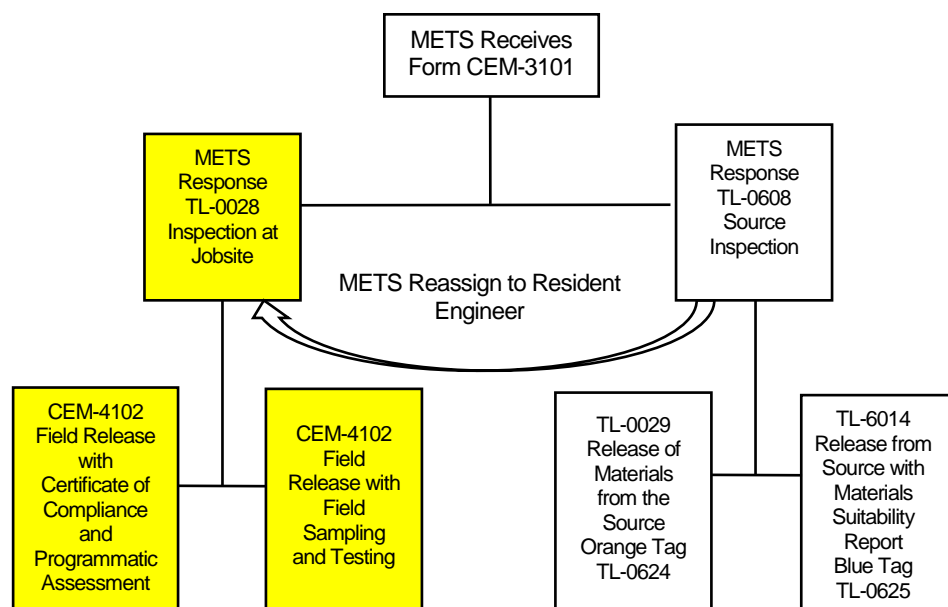 METS Receives
Form CEM-3101
METS
Response
TL-0028
Inspection at
Jobsite
METS
Response
TL-0608
Source
Inspection
METS Reassign to Resident
Engineer
CEM-4102
Field Release
with
Certificate of
Compliance
and
Programmatic
Assessment
CEM-4102
Field
Release with
Field
Sampling
and Testing
TL-0029
Release of
Materials
from the
Source
Orange Tag
TL-0624
TL-6014
Release from
Source with
Materials
Suitability
Report
Blue Tag
TL-0625